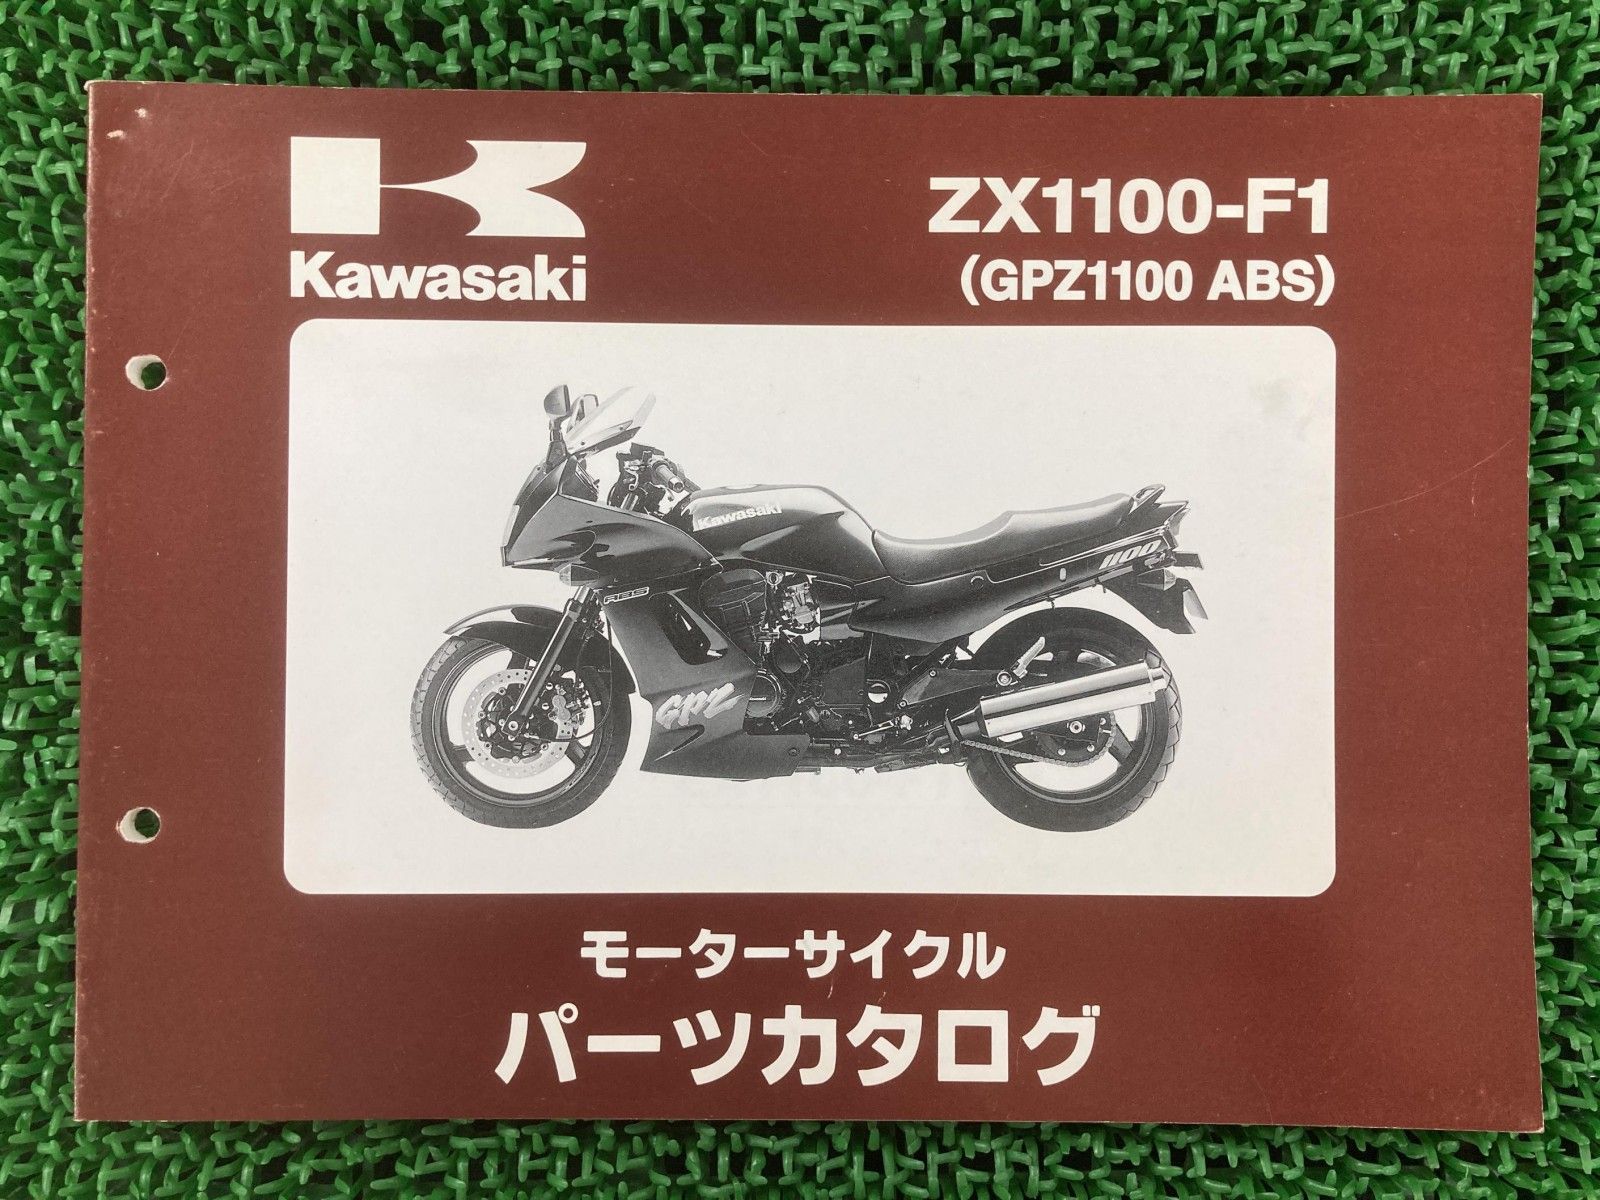 Kawasaki
ZX1100-F1
(GPZ1100 ABS)
Kawasaki
1100
ABS
GPZ
モーターサイクル
パーツカタログ